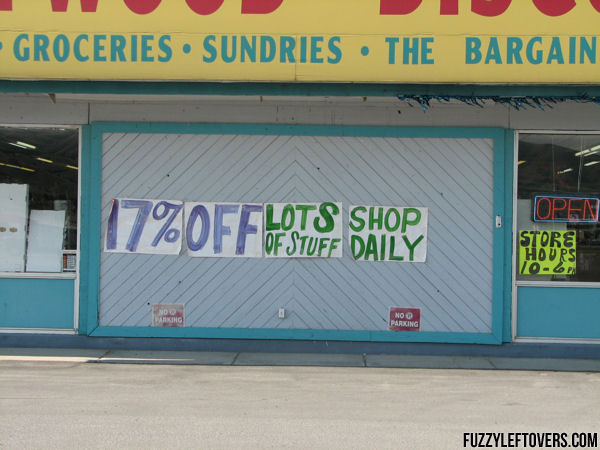 • GROCERIES • SUNDRIES • THE BARGAIN
17% OFF LOTS OF STUFF SHOP DAILY
OPEN
STORE HOURS
10-6
NO P PARKING
NO P PARKING
FUZZYLEFTOVERS.COM